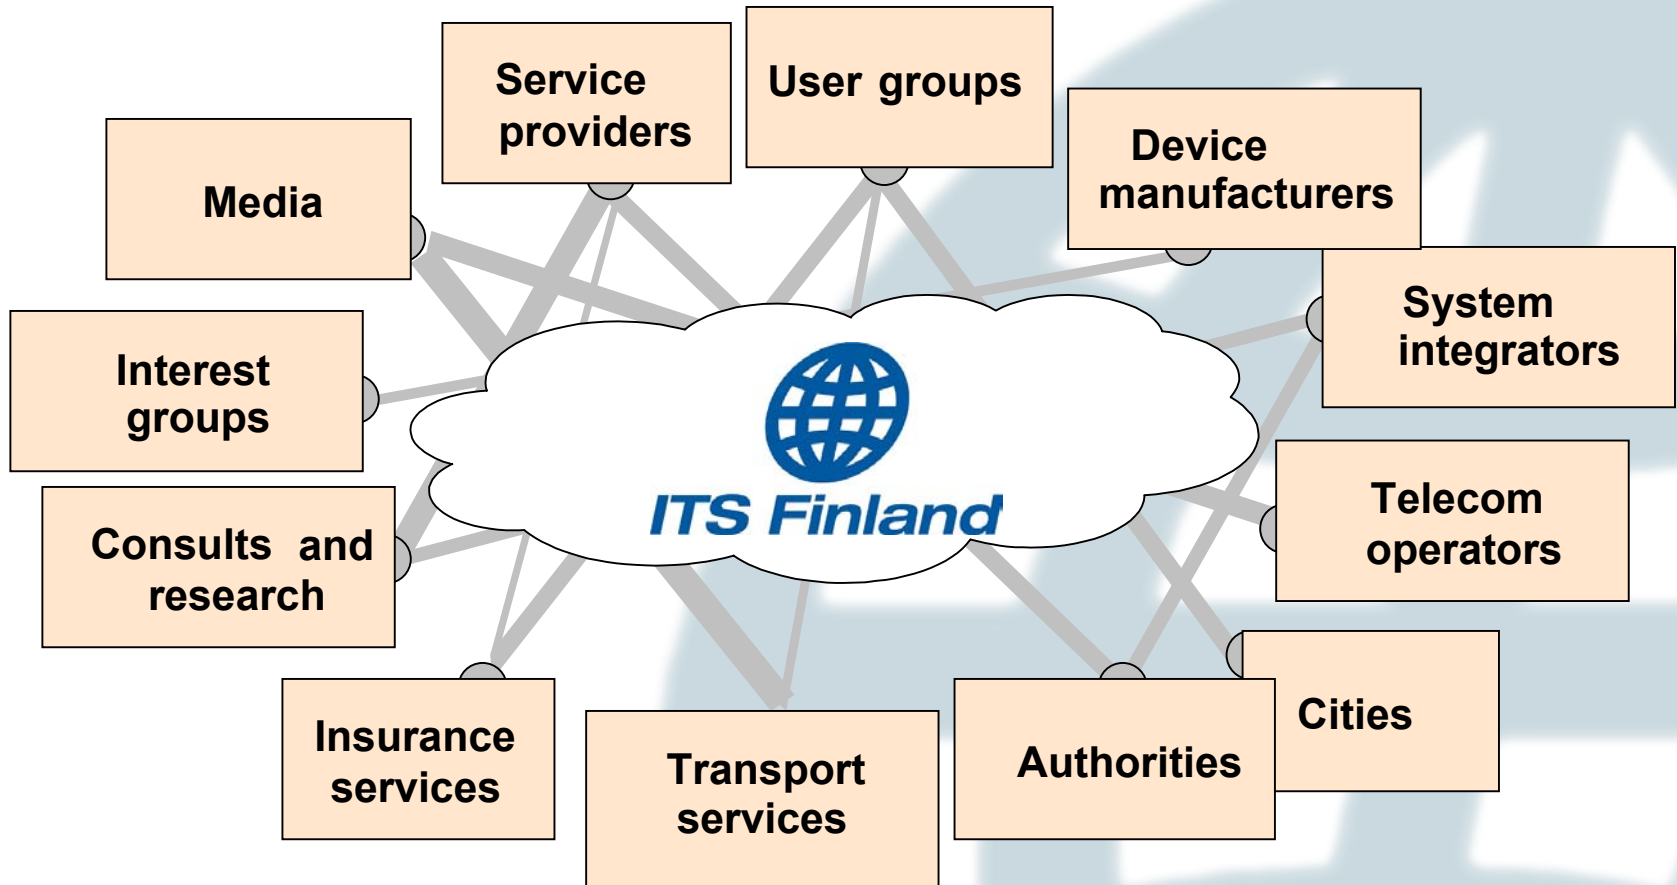 Service
providers
User groups
Device
manufacturers
Media
System
integrators
Interest
groups
ITS Finland
Telecom
operators
Consults and
research
Insurance
services
Transport
services
Authorities
Cities